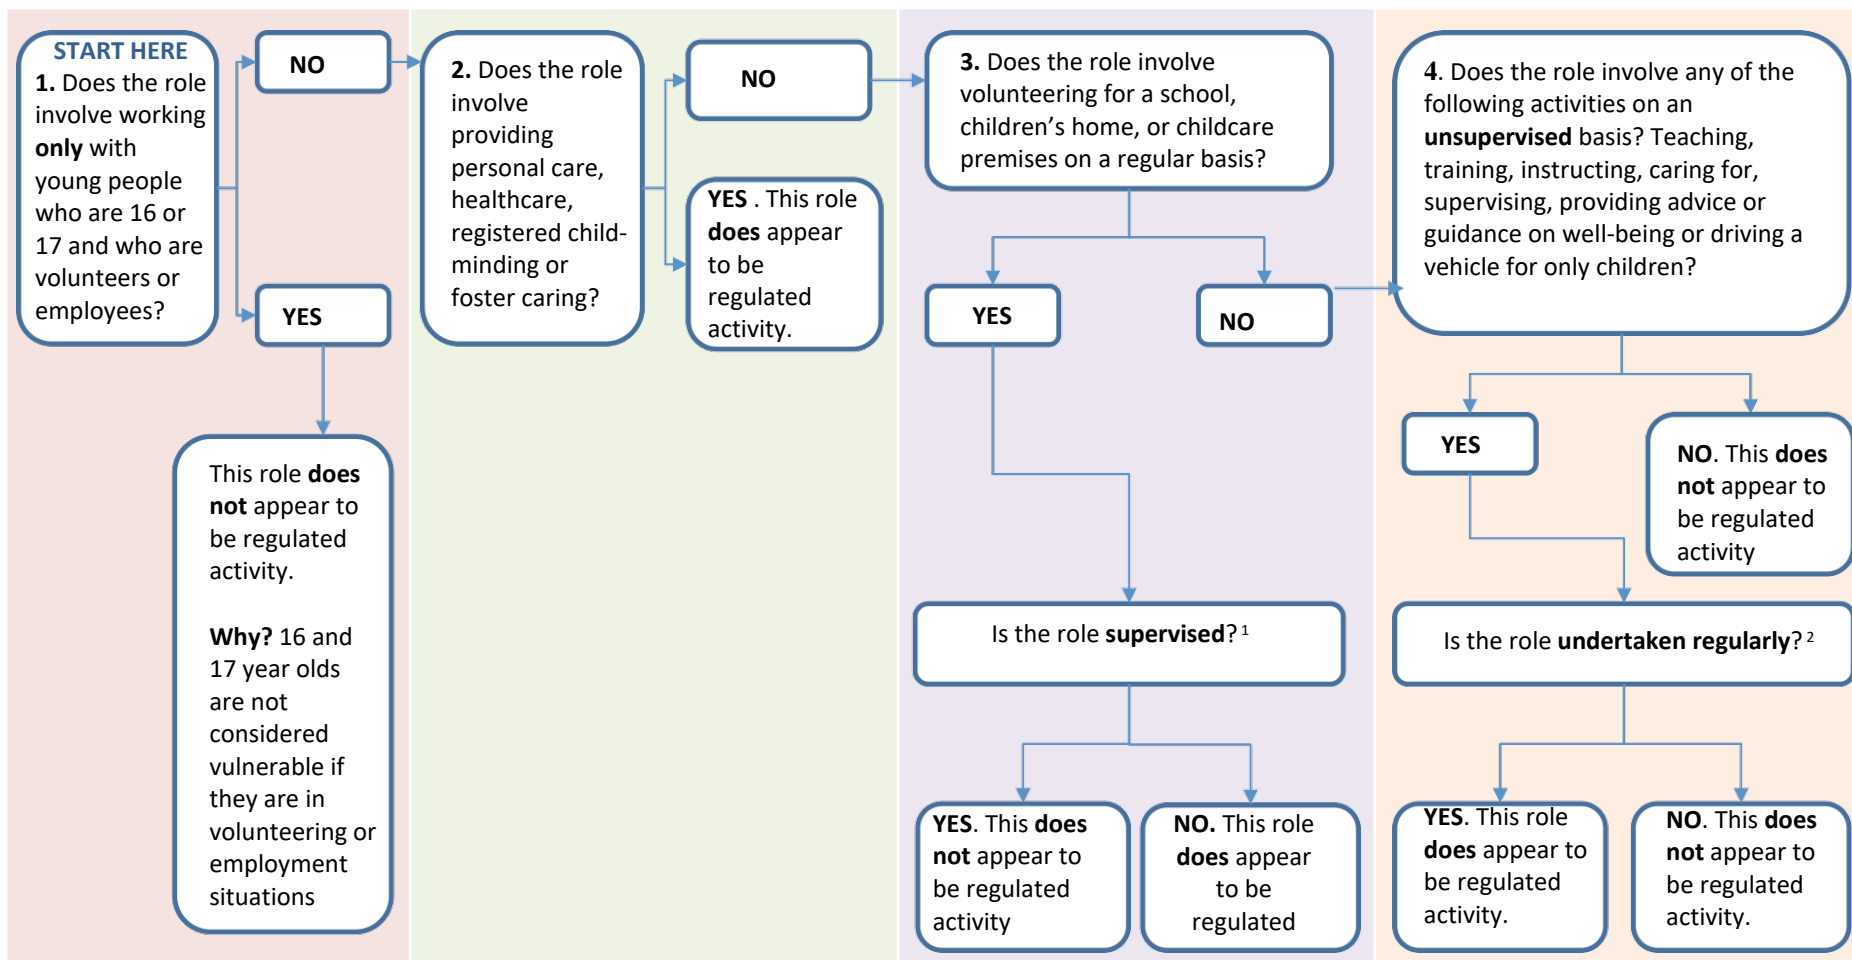 START HERE
1. Does the role
involve working
only with
young people
who are 16 or
17 and who are
volunteers or
employees?
NO
YES
This role does
not appear to
be regulated
activity.
Why? 16 and
17 year olds
are not
considered
vulnerable if
they are in
volunteering or
employment
situations
2. Does the role
involve
providing
personal care,
healthcare,
registered child-
minding or
foster caring?
NO
YES . This role
does appear
to be
regulated
activity.
3. Does the role involve
volunteering for a school,
children’s home, or childcare
premises on a regular basis?
YES
NO
Is the role supervised? 1
YES. This does
not appear to
be regulated
activity
NO. This role
does appear
to be
regulated
4. Does the role involve any of the
following activities on an
unsupervised basis? Teaching,
training, instructing, caring for,
supervising, providing advice or
guidance on well-being or driving a
vehicle for only children?
YES
NO. This does
not appear to
be regulated
activity
Is the role undertaken regularly? 2
YES. This role
does appear to
be regulated
activity.
NO. This does
not appear to
be regulated
activity.